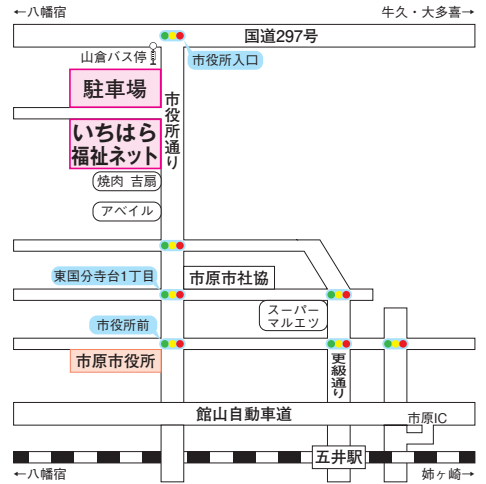 ←八幡宿
牛久・大多喜→
国道297号
山倉バス停
市役所入口
駐車場
市役所通り
いちはら
福祉ネット
焼肉 吉扇
アベイル
東国分寺台1丁目
市原市社協
スーパー
マルエツ
市役所前
市原市役所
更級通り
館山自動車道
市原IC
五井駅
←八幡宿
姉ヶ崎→